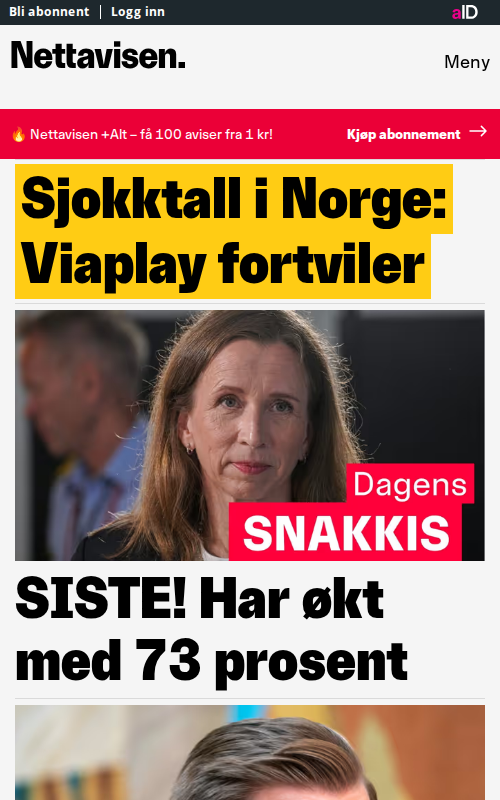 Bli abonnent | Logg inn
aID
Nettavisen.
Meny
🔥 Nettavisen +Alt – få 100 aviser fra 1 kr!
Kjøp abonnement →
Sjokktall i Norge:
Viaplay fortviler
Dagens
SNAKKIS
SISTE! Har økt
med 73 prosent